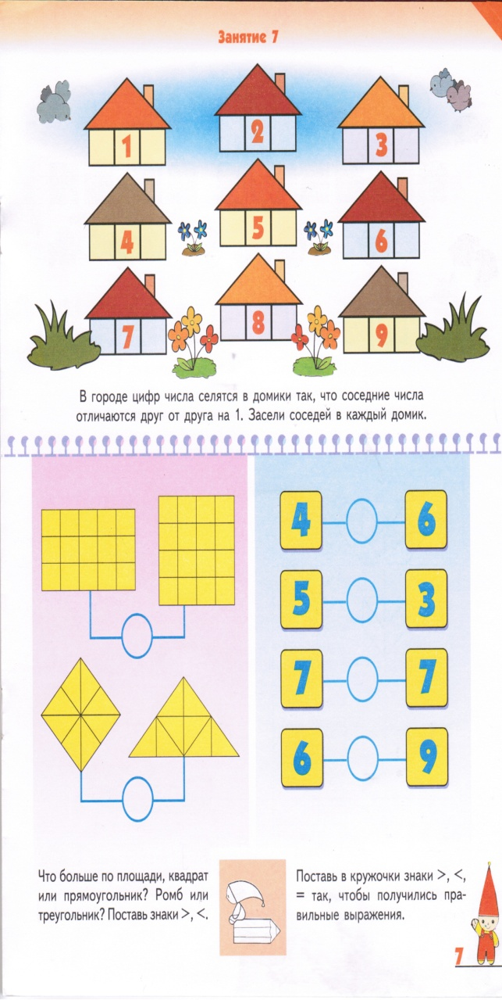 Занятие 7
1
2
3
4
5
6
7
8
9
В городе цифр числа селятся в домики так, что соседние числа
отличаются друг от друга на 1. Засели соседей в каждый домик.
4 6
5 3
7 7
6 9
Что больше по площади, квадрат
или прямоугольник? Ромб или
треугольник? Поставь знаки >, <.
Поставь в кружочки знаки >, <,
= так, чтобы получились пра-
вильные выражения.
7